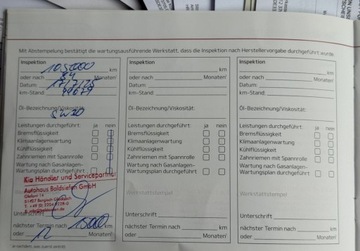 Mit Abstempelung bestätigt die wartungsausführende Werkstatt, dass die Inspektion nach Herstellervorgabe durchgeführt wurde.
Inspektion
km
oder nach Monaten!
Datum
km-Stand
Öl-Bezeichnung/Viskosität:
5W30
Leistungen durchgeführt: ja nein
Bremsflüssigkeit
Klimaanlagenwartung
Kühlflüssigkeit
Zahnriemen mit Spannrolle
Wartung nach Gasanlagen-
Wartungsplan durchgeführt
Kia Händler und Servicepartner
Autohaus Bolduefen GmbH
nächster Termin nach 15000 km
oder 12 Monaten!
Inspektion
km
oder nach Monaten!
Datum
km-Stand
Öl-Bezeichnung/Viskosität:
Leistungen durchgeführt: ja nein
Bremsflüssigkeit
Klimaanlagenwartung
Kühlflüssigkeit
Zahnriemen mit Spannrolle
Wartung nach Gasanlagen-
Wartungsplan durchgeführt
Werkstattstempel
Unterschrift
nächster Termin nach km
oder Monaten!
Inspektion
km
oder nach Monaten!
Datum
km-Stand
Öl-Bezeichnung/Viskosität:
Leistungen durchgeführt: ja nein
Bremsflüssigkeit
Klimaanlagenwartung
Kühlflüssigkeit
Zahnriemen mit Spannrolle
Wartung nach Gasanlagen-
Wartungsplan durchgeführt
Werkstattstempel
Unterschrift
nächster Termin nach km
oder Monaten!